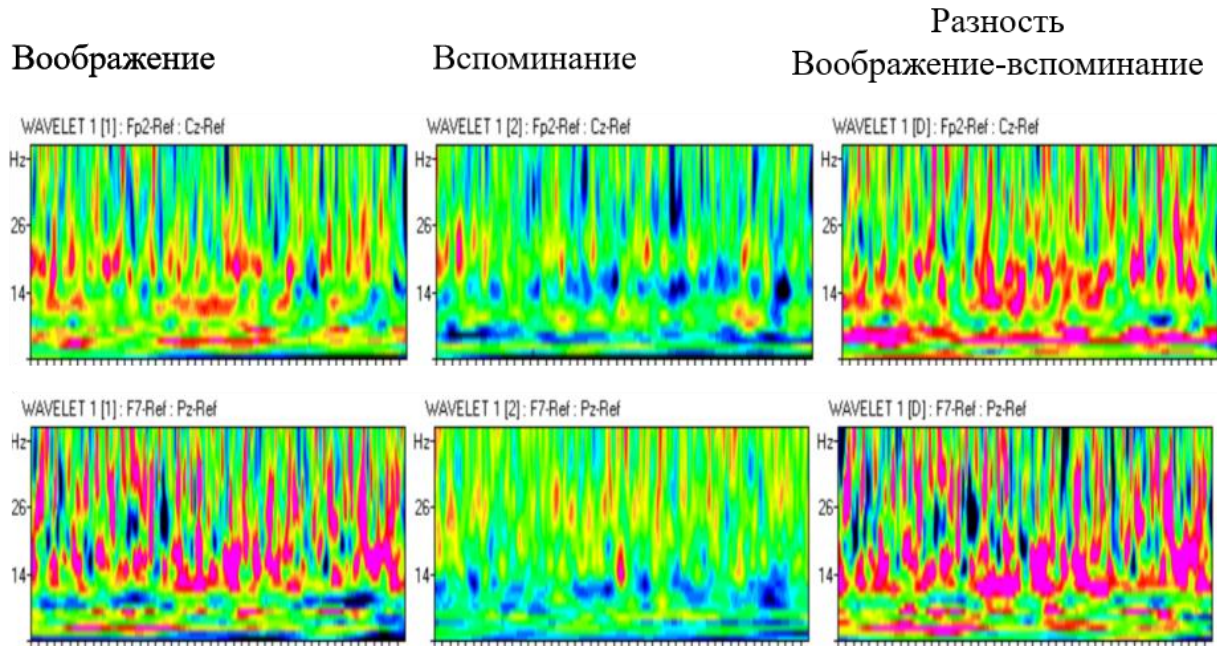 Воображение
Вспоминание
Разность
Воображение-вспоминание
WAVELET 1 [1] : Fp2-Ref : Cz-Ref
WAVELET 1 [2] : Fp2-Ref : Cz-Ref
WAVELET 1 [D] : Fp2-Ref : Cz-Ref
Hz
26
14
Hz
26
14
Hz
26
14
WAVELET 1 [1] : F7-Ref : Pz-Ref
WAVELET 1 [2] : F7-Ref : Pz-Ref
WAVELET 1 [D] : F7-Ref : Pz-Ref
Hz
26
14
Hz
26
14
Hz
26
14